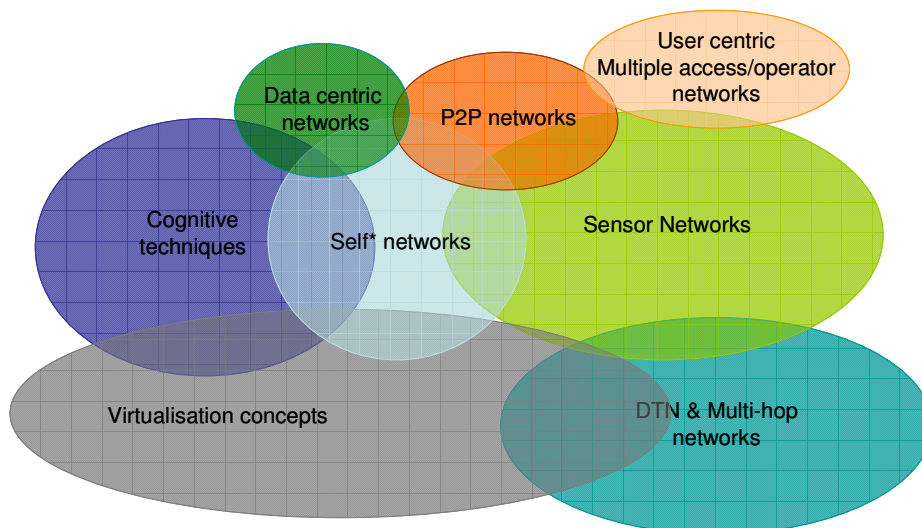 User centric
Multiple access/operator
networks
Data centric
networks
P2P networks
Cognitive
techniques
Self* networks
Sensor Networks
Virtualisation concepts
DTN & Multi-hop
networks